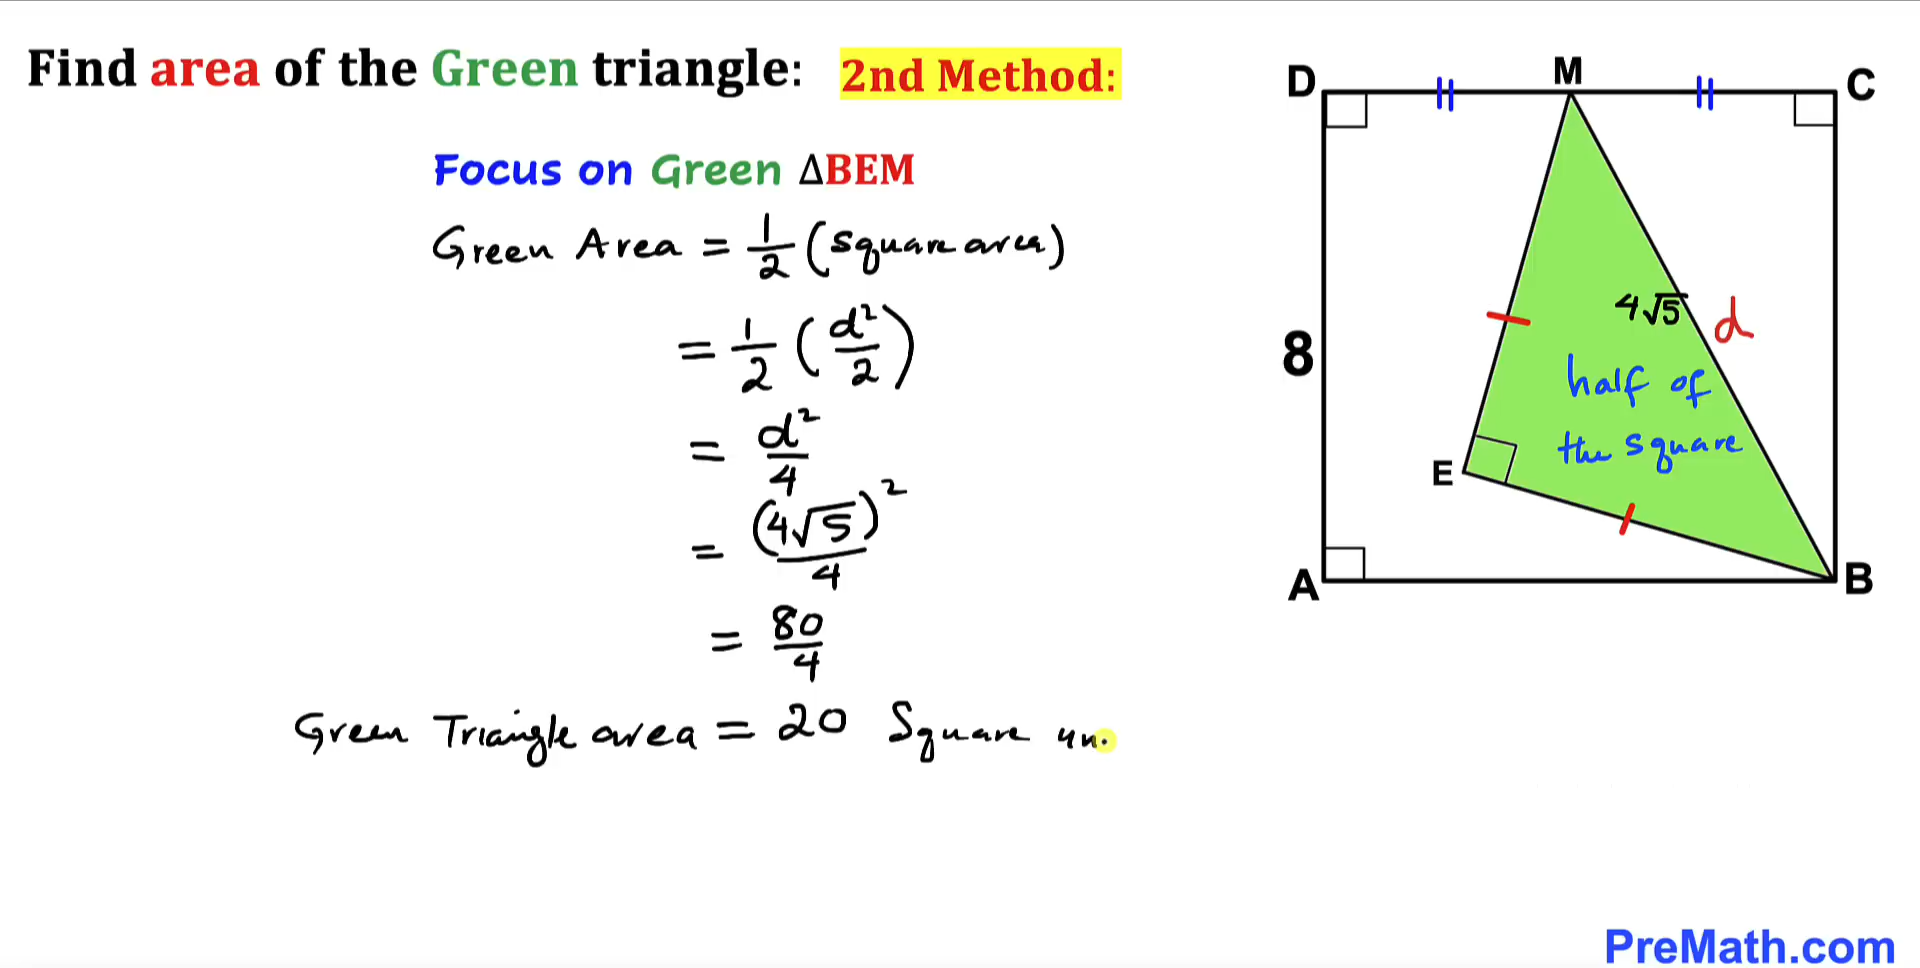 Find area of the Green triangle: 2nd Method:
Focus on Green ΔBEM
Green Area = 1/2 (square area)
= 1/2 (d²/2)
= d²/4
= (4√5)²/4
= 80/4
Green Triangle area = 20 Square un.
D
M
C
4√5 d
8
half of
the square
E
A
B
PreMath.com